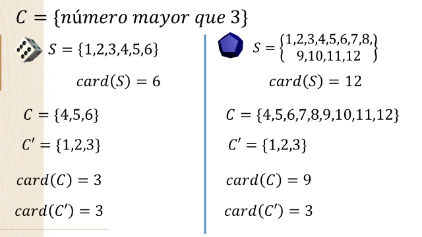 C = {número mayor que 3}
S = {1,2,3,4,5,6}
card(S) = 6
C = {4,5,6}
C′ = {1,2,3}
card(C) = 3
card(C′) = 3
S = {1,2,3,4,5,6,7,8,
9,10,11,12}
card(S) = 12
C = {4,5,6,7,8,9,10,11,12}
C′ = {1,2,3}
card(C) = 9
card(C′) = 3